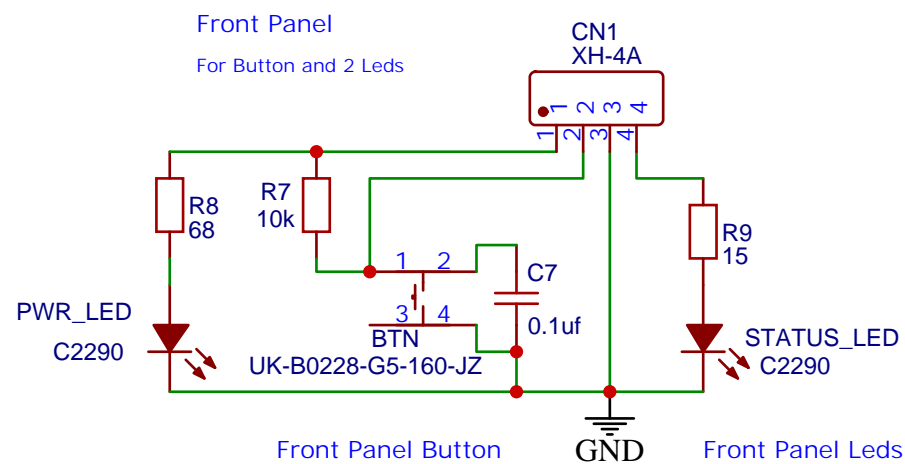 Front Panel
For Button and 2 Leds
CN1
XH-4A
1 2 3 4
1 2 3 4
R8
68
R7
10k
R9
15
1 2
3 4
C7
0.1uf
BTN
UK-B0228-G5-160-JZ
PWR_LED
C2290
STATUS_LED
C2290
GND
Front Panel Button
Front Panel Leds